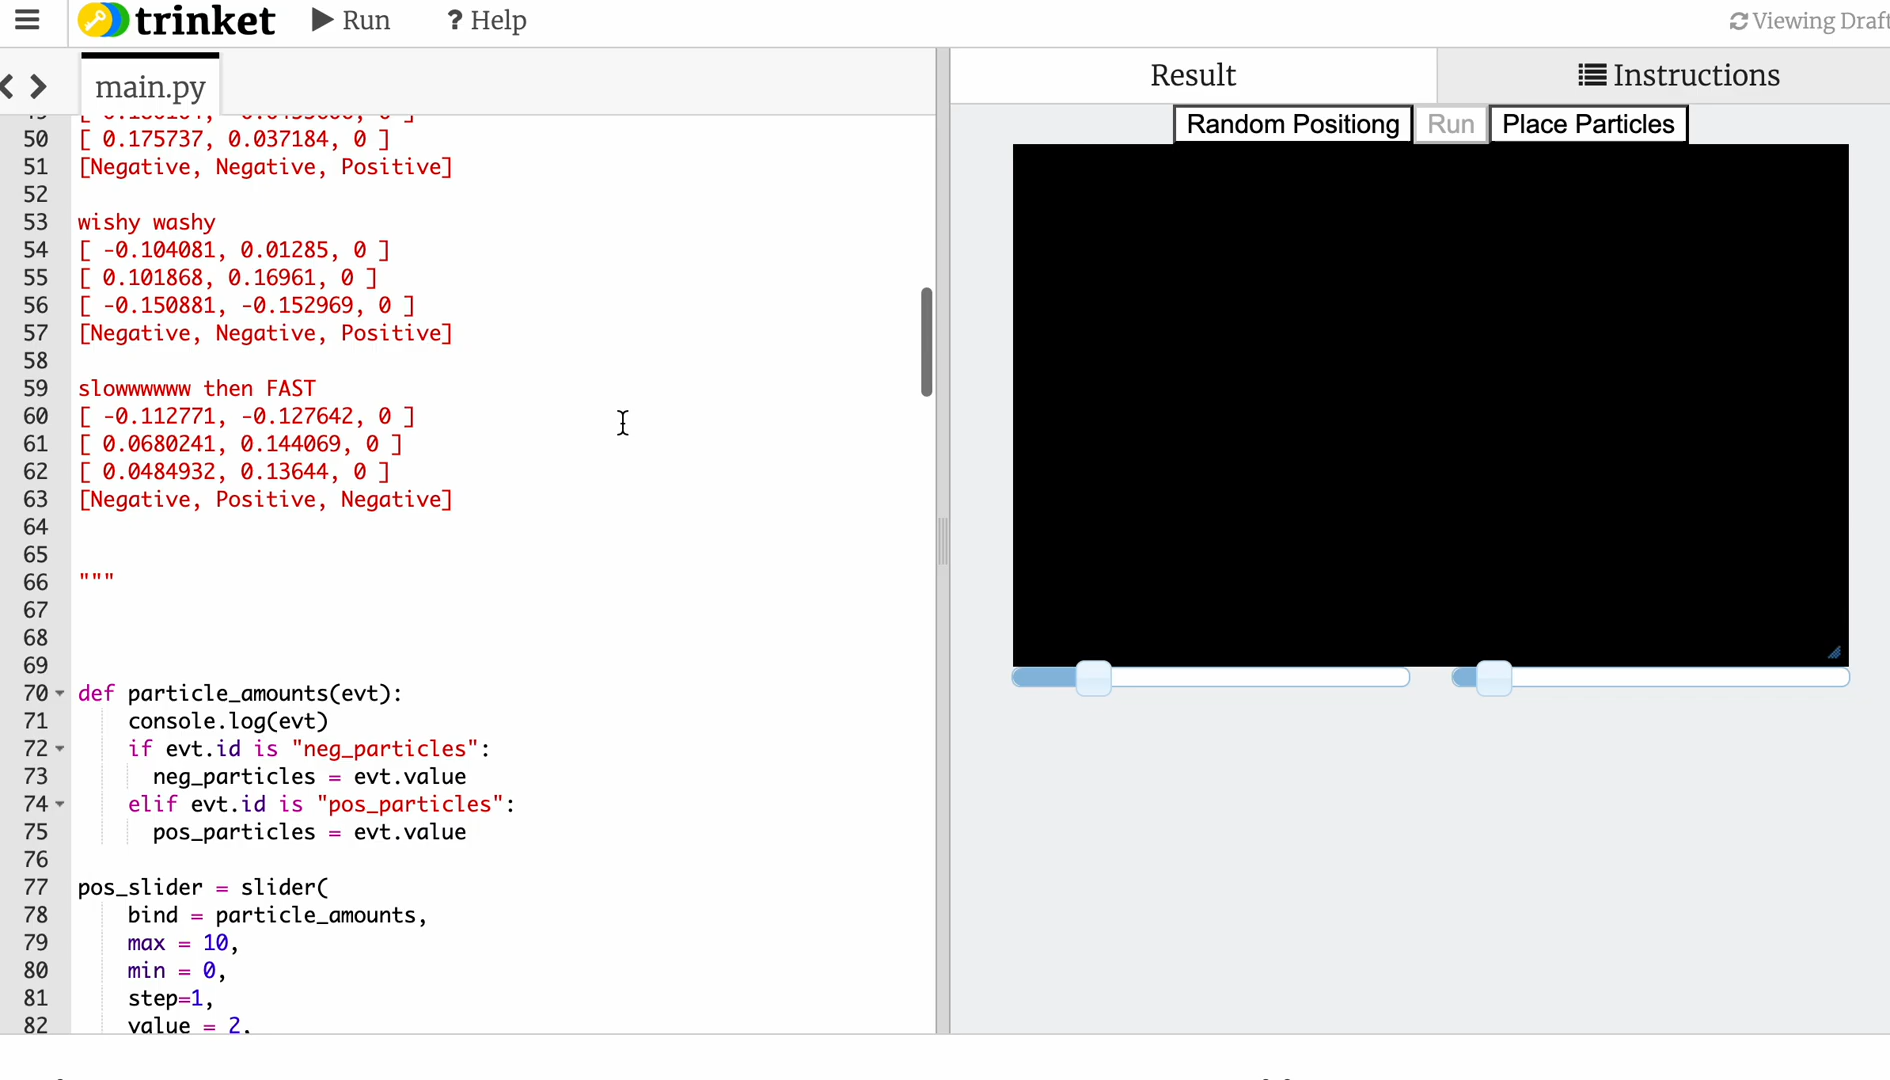 trinket
Run
? Help
Viewing Draft
main.py
Result
Instructions
Random Positiong
Run
Place Particles
50 [ 0.175737, 0.037184, 0 ]
51 [Negative, Negative, Positive]
52
53 wishy washy
54 [ -0.104081, 0.01285, 0 ]
55 [ 0.101868, 0.16961, 0 ]
56 [ -0.150881, -0.152969, 0 ]
57 [Negative, Negative, Positive]
58
59 slowwwwww then FAST
60 [ -0.112771, -0.127642, 0 ]
61 [ 0.0680241, 0.144069, 0 ]
62 [ 0.0484932, 0.13644, 0 ]
63 [Negative, Positive, Negative]
64
65
66 """
67
68
69
70 def particle_amounts(evt):
71 console.log(evt)
72 if evt.id is "neg_particles":
73 neg_particles = evt.value
74 elif evt.id is "pos_particles":
75 pos_particles = evt.value
76
77 pos_slider = slider(
78 bind = particle_amounts,
79 max = 10,
80 min = 0,
81 step=1,
82 value = 2,